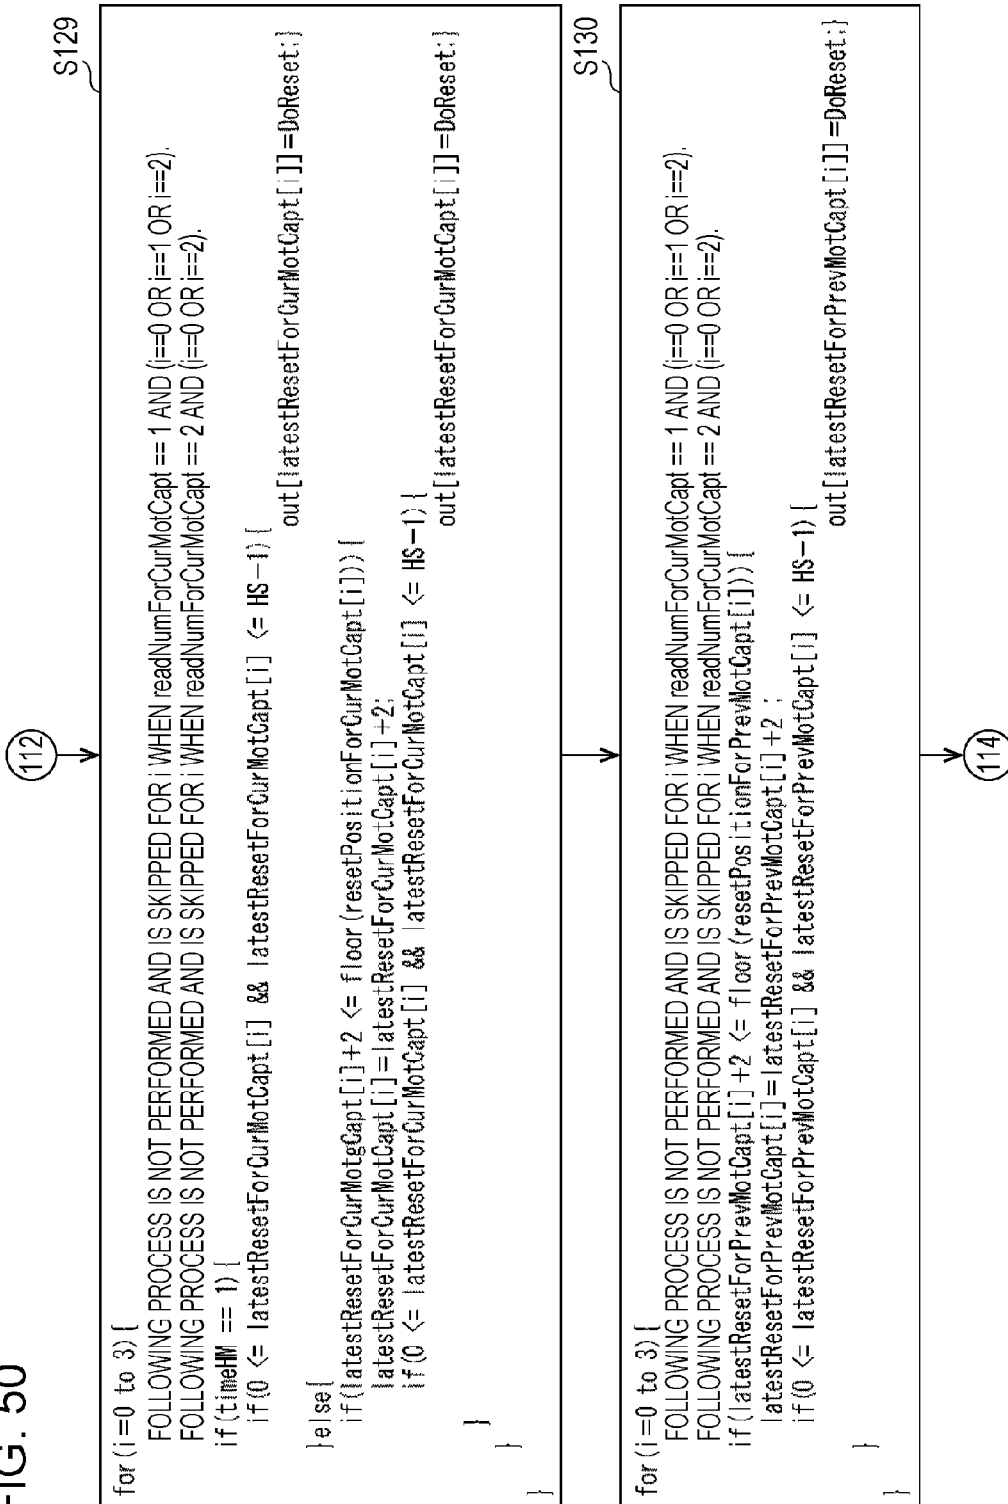 FIG. 50
112
S129
for(i=0 to 3){
FOLLOWING PROCESS IS NOT PERFORMED AND IS SKIPPED FOR i WHEN readNumForCurMotCapt == 1 AND (i==0 OR i==1 OR i==2).
FOLLOWING PROCESS IS NOT PERFORMED AND IS SKIPPED FOR i WHEN readNumForCurMotCapt == 2 AND (i==0 OR i==2).
if(timeHM == 1){
if(0 <= latestResetForCurMotCapt[i] && latestResetForCurMotCapt[i] <= HS-1){
out[latestResetForCurMotCapt[i]]=DoReset;}
}else{
if(latestResetForCurMotgCapt[i]+2 <= floor(resetPositionForCurMotCapt[i])){
latestResetForCurMotCapt[i]=latestResetForCurMotCapt[i]+2;
if(0 <= latestResetForCurMotCapt[i] && latestResetForCurMotCapt[i] <= HS-1){
out[latestResetForCurMotCapt[i]]=DoReset;}
}
}
}
S130
for(i=0 to 3){
FOLLOWING PROCESS IS NOT PERFORMED AND IS SKIPPED FOR i WHEN readNumForCurMotCapt == 1 AND (i==0 OR i==1 OR i==2).
FOLLOWING PROCESS IS NOT PERFORMED AND IS SKIPPED FOR i WHEN readNumForCurMotCapt == 2 AND (i==0 OR i==2).
if(latestResetForPrevMotCapt[i]+2 <= floor(resetPositionForPrevMotCapt[i])){
latestResetForPrevMotCapt[i]=latestResetForPrevMotCapt[i]+2 ;
if(0 <= latestResetForPrevMotCapt[i] && latestResetForPrevMotCapt[i] <= HS-1){
out[latestResetForPrevMotCapt[i]]=DoReset;}
}
}
114